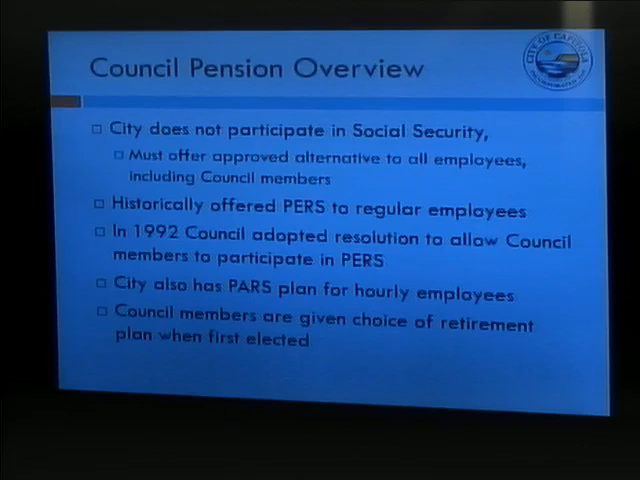 Council Pension Overview
CITY OF CAPITOLA
City does not participate in Social Security,
Must offer approved alternative to all employees,
including Council members
Historically offered PERS to regular employees
In 1992 Council adopted resolution to allow Council
members to participate in PERS
City also has PARS plan for hourly employees
Council members are given choice of retirement
plan when first elected